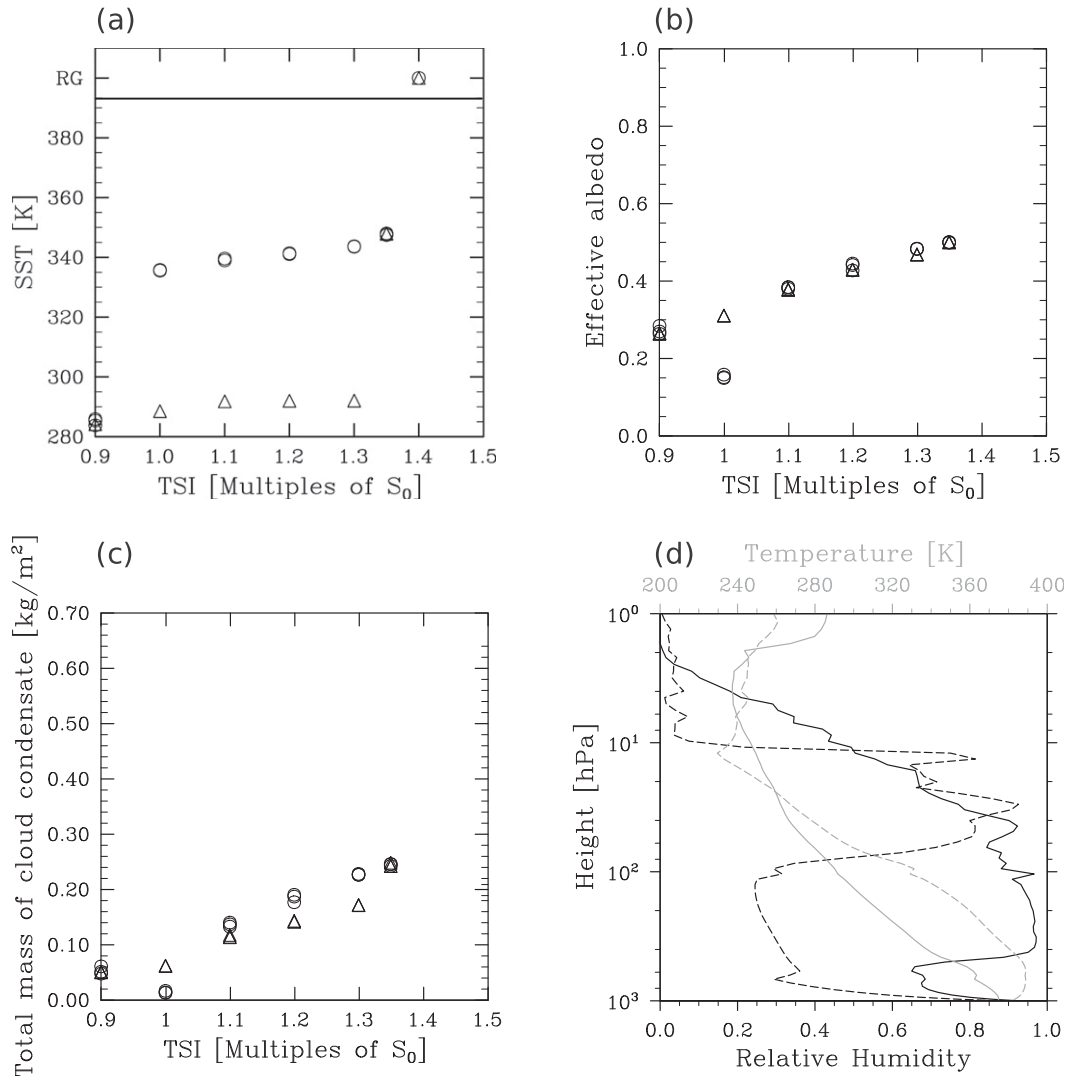 (a)
RG
380
360
340
320
300
280
SST [K]
0.9 1.0 1.1 1.2 1.3 1.4 1.5
TSI [Multiples of S₀]
(b)
1.0
0.8
0.6
0.4
0.2
0.0
Effective albedo
0.9 1 1.1 1.2 1.3 1.4 1.5
TSI [Multiples of S₀]
(c)
0.70
0.60
0.50
0.40
0.30
0.20
0.10
0.00
Total mass of cloud condensate [kg/m²]
0.9 1 1.1 1.2 1.3 1.4 1.5
TSI [Multiples of S₀]
(d)
Temperature [K]
200 240 280 320 360 400
10⁰
10¹
10²
10³
Height [hPa]
0.0 0.2 0.4 0.6 0.8 1.0
Relative Humidity